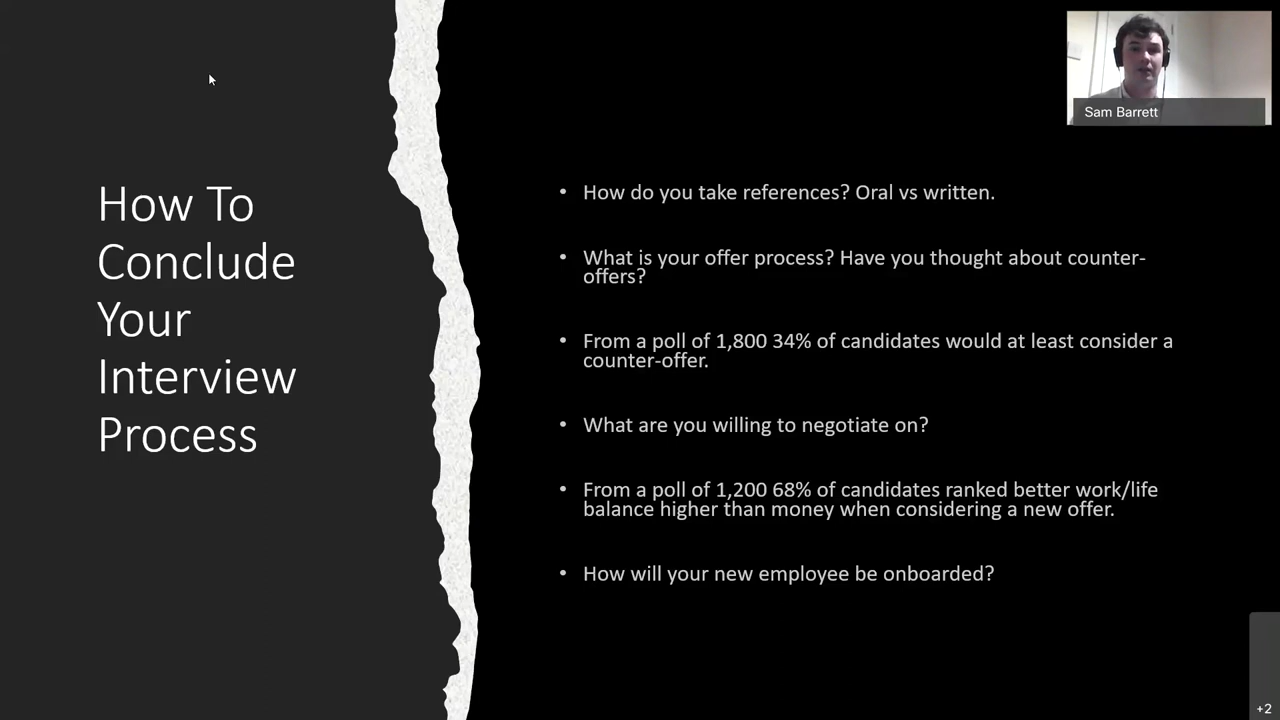 How To
Conclude
Your
Interview
Process
Sam Barrett
• How do you take references? Oral vs written.
• What is your offer process? Have you thought about counter-
offers?
• From a poll of 1,800 34% of candidates would at least consider a
counter-offer.
• What are you willing to negotiate on?
• From a poll of 1,200 68% of candidates ranked better work/life
balance higher than money when considering a new offer.
• How will your new employee be onboarded?
+2